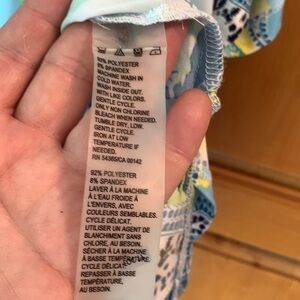 92% POLYESTER
8% SPANDEX
MACHINE WASH IN
COLD WATER.
WASH INSIDE OUT.
WITH LIKE COLORS.
GENTLE CYCLE.
ONLY NON CHLORINE
BLEACH WHEN NEEDED.
TUMBLE DRY, LOW.
GENTLE CYCLE.
IRON AT LOW
TEMPERATURE IF
NEEDED.
RN 54385/CA 00142
92% POLYESTER
8% SPANDEX
LAVER À LA MACHINE
À L'EAU FROIDE À
L'ENVERS, AVEC
COULEURS SEMBLABLES.
CYCLE DÉLICAT.
UTILISER UN AGENT DE
BLANCHIMENT SANS
CHLORE, AU BESOIN.
SÉCHER À LA MACHINE
À BASSE TEMPÉRATURE.
CYCLE DÉLICAT.
REPASSER À BASSE
TEMPÉRATURE,
AU BESOIN.